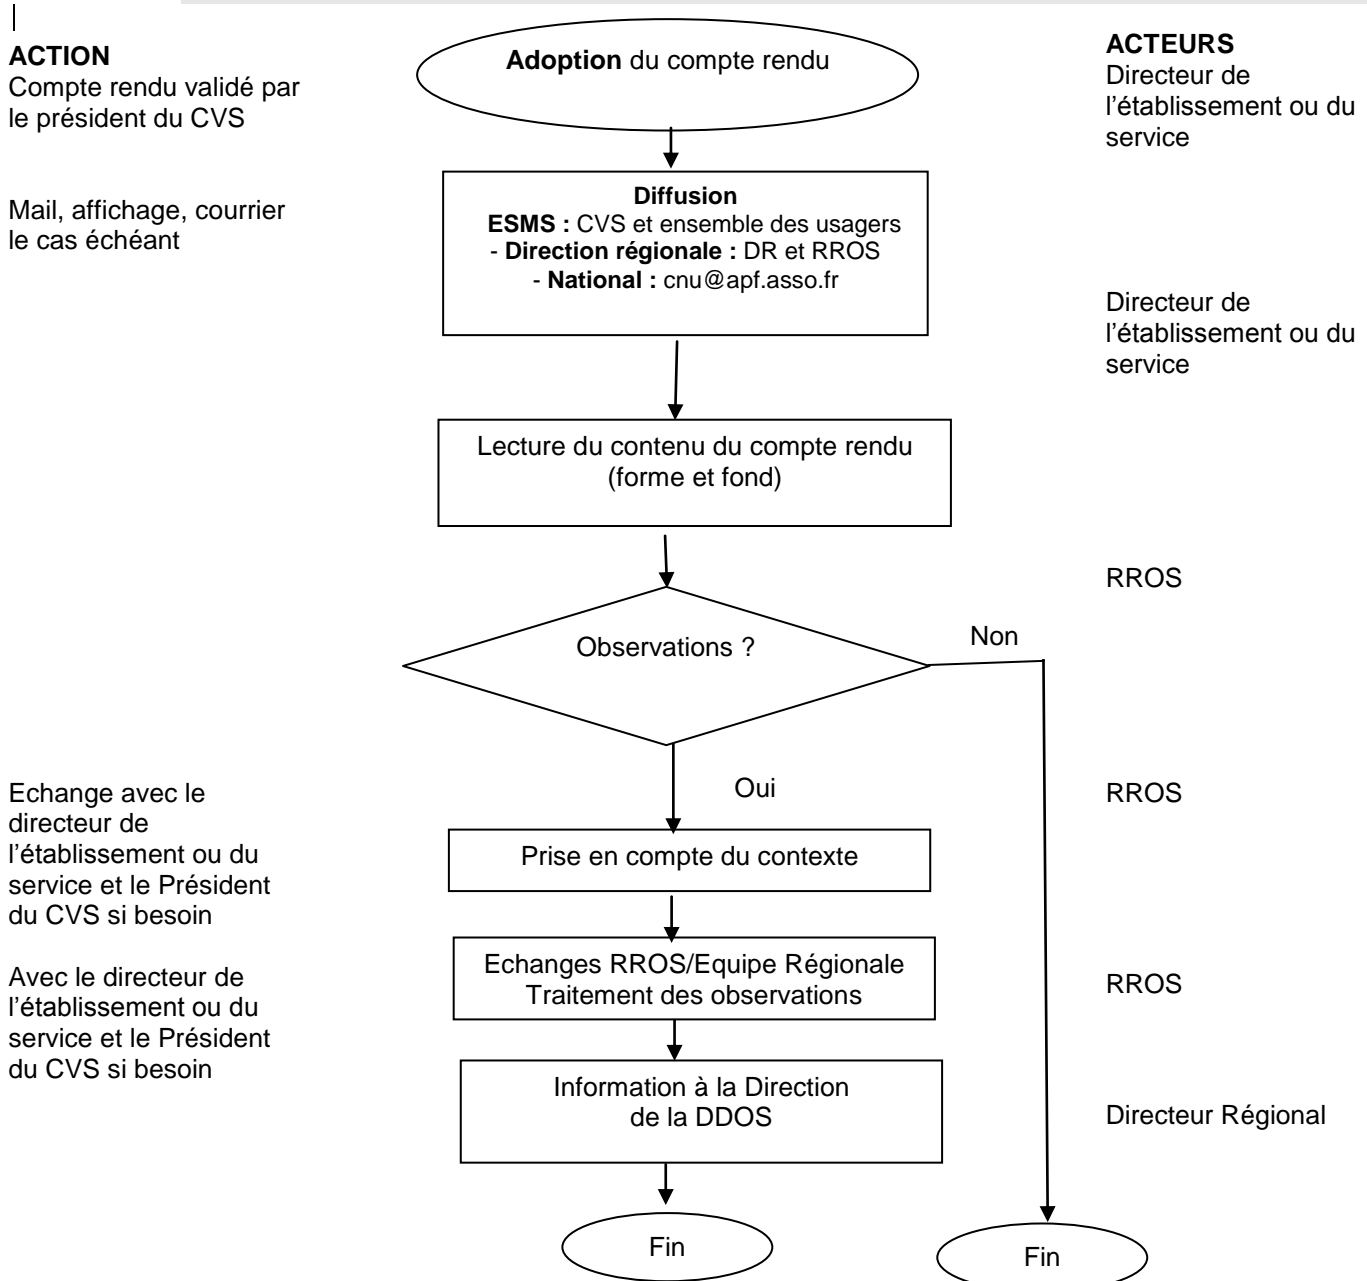 ACTION
Compte rendu validé par
le président du CVS
Adoption du compte rendu
ACTEURS
Directeur de
l'établissement ou du
service
Mail, affichage, courrier
le cas échéant
Diffusion
ESMS : CVS et ensemble des usagers
- Direction régionale : DR et RROS
- National : cnu@apf.asso.fr
Directeur de
l'établissement ou du
service
Lecture du contenu du compte rendu
(forme et fond)
RROS
Observations ?
Non
Oui
Echange avec le
directeur de
l'établissement ou du
service et le Président
du CVS si besoin
RROS
Prise en compte du contexte
Avec le directeur de
l'établissement ou du
service et le Président
du CVS si besoin
Echanges RROS/Equipe Régionale
Traitement des observations
RROS
Information à la Direction
de la DDOS
Directeur Régional
Fin
Fin